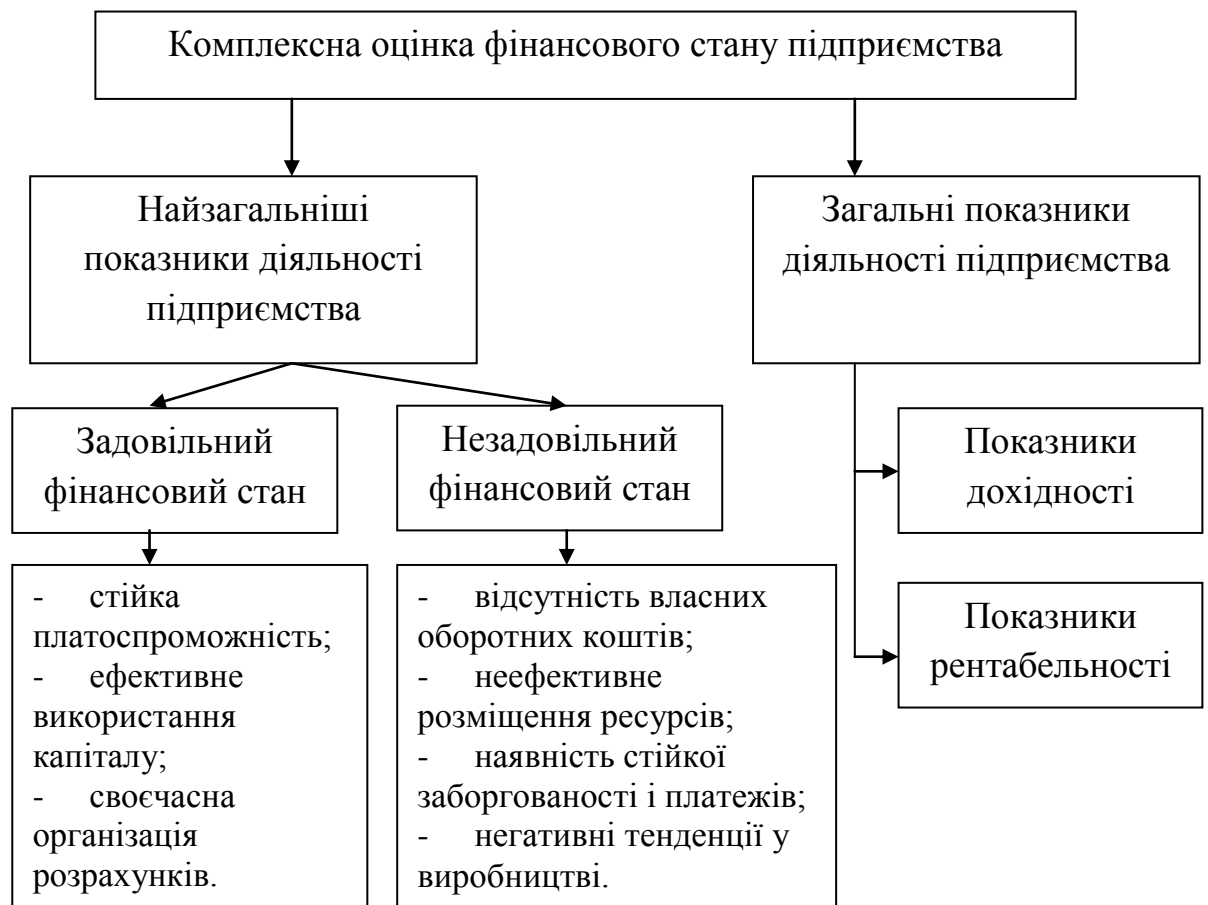 Комплексна оцінка фінансового стану підприємства
Найзагальніші
показники діяльності
підприємства
Загальні показники
діяльності підприємства
Задовільний
фінансовий стан
Незадовільний
фінансовий стан
Показники
дохідності
- стійка
платоспроможність;
- ефективне
використання
капіталу;
- своєчасна
організація
розрахунків.
- відсутність власних
оборотних коштів;
- неефективне
розміщення ресурсів;
- наявність стійкої
заборгованості і платежів;
- негативні тенденції у
виробництві.
Показники
рентабельності